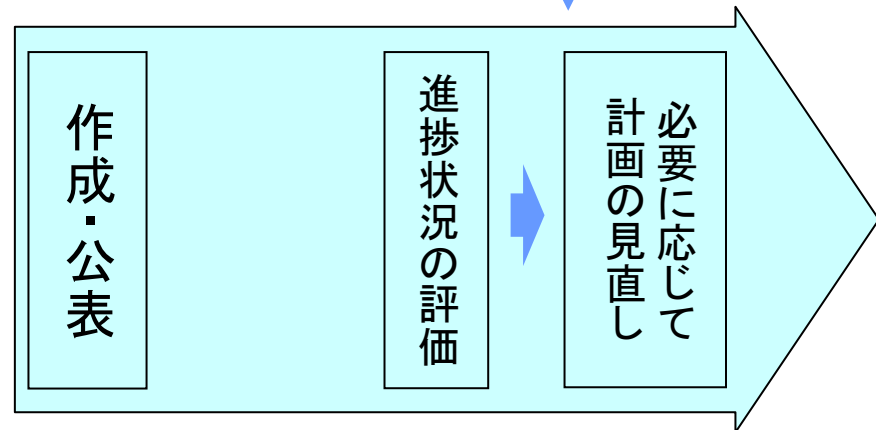 作成・公表
進捗状況の評価
必要に応じて
計画の見直し